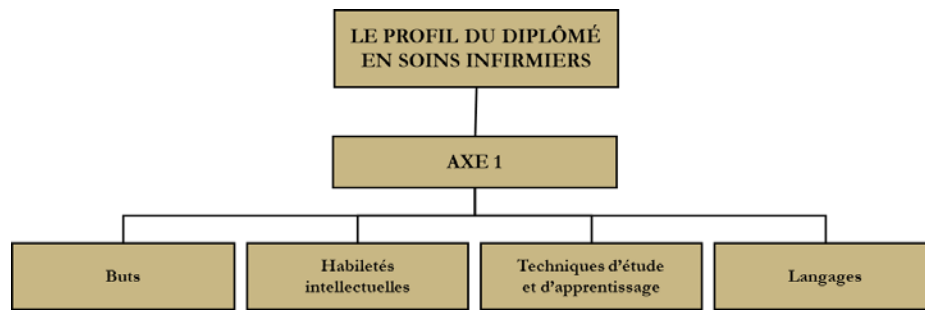 LE PROFIL DU DIPLÔMÉ
EN SOINS INFIRMIERS
AXE 1
Buts
Habiletés
intellectuelles
Techniques d’étude
et d’apprentissage
Langages